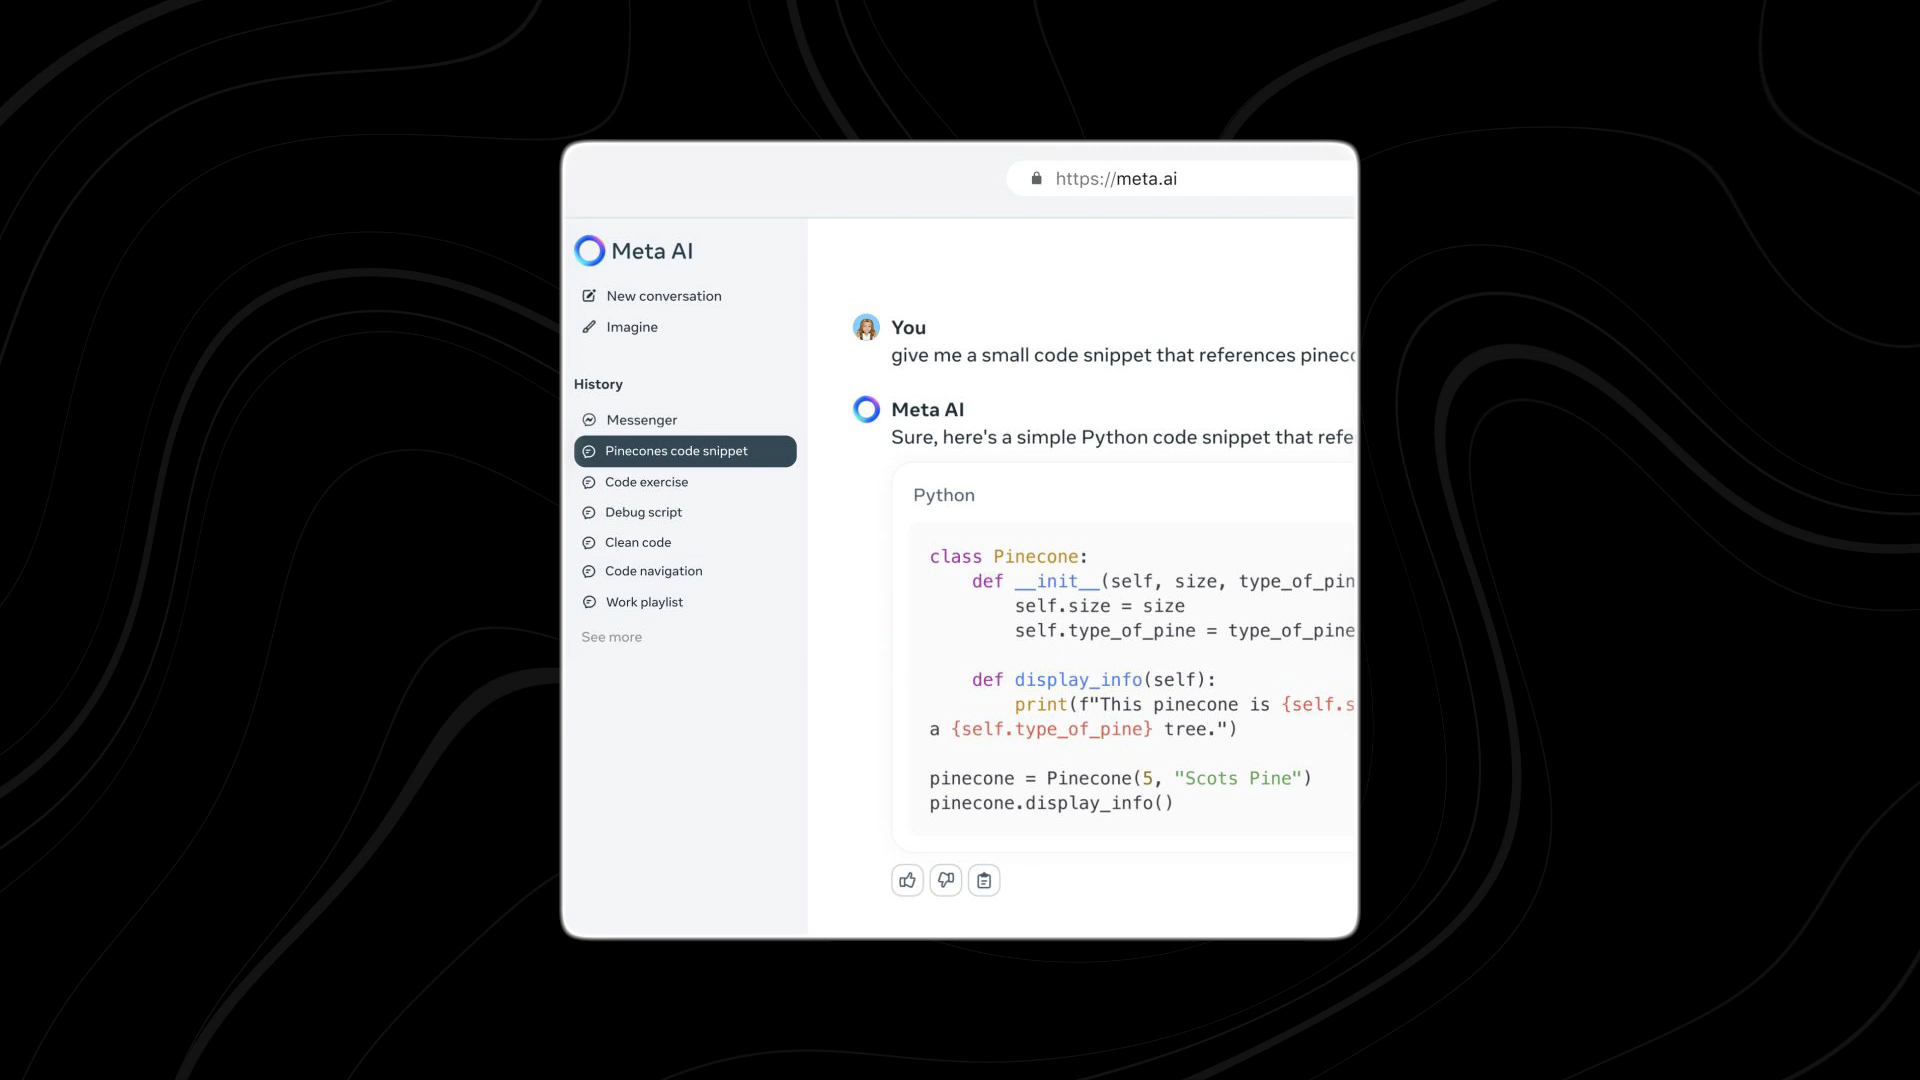 https://meta.ai
Meta AI
New conversation
Imagine
History
Messenger
Pinecones code snippet
Code exercise
Debug script
Clean code
Code navigation
Work playlist
See more
You
give me a small code snippet that references
Meta AI
Sure, here's a simple Python code snippet that
Python
class Pinecone:
def __init__(self, size, type_of_pin
self.size = size
self.type_of_pine = type_of_pine
def display_info(self):
print(f"This pinecone is {self.s
a {self.type_of_pine} tree.")
pinecone = Pinecone(5, "Scots Pine")
pinecone.display_info()